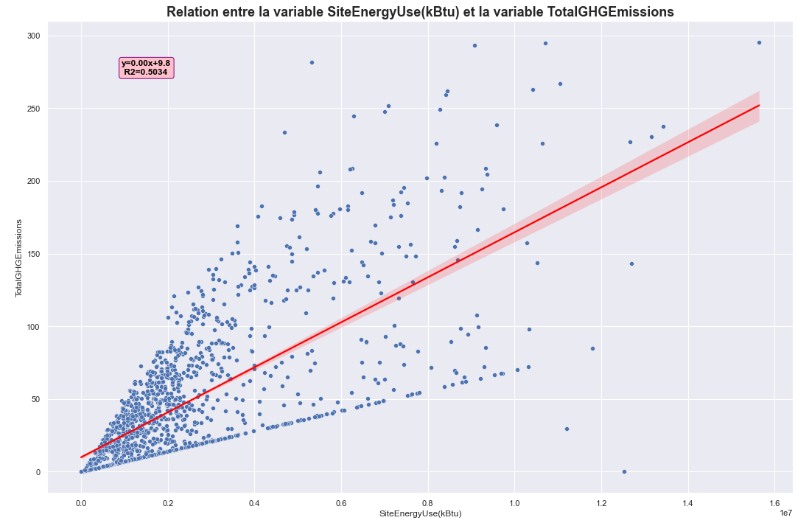 Relation entre la variable SiteEnergyUse(kBtu) et la variable TotalGHGEmissions
y=0.00x+9.8
R2=0.5034
300
250
200
150
100
50
0
TotalGHGEmissions
0.0 0.2 0.4 0.6 0.8 1.0 1.2 1.4 1.6
1e7
SiteEnergyUse(kBtu)